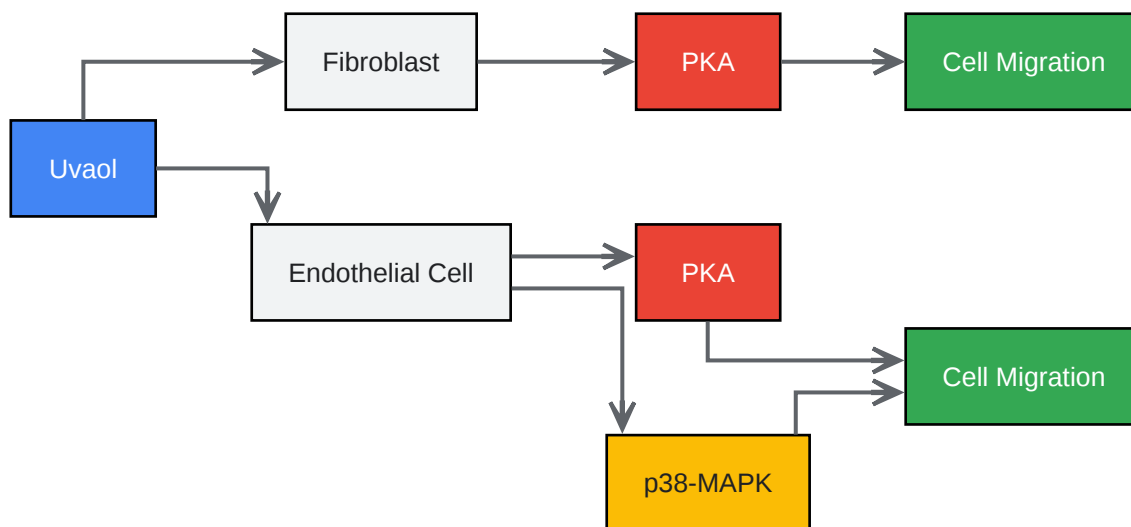 Fibroblast
PKA
Cell Migration
Uvaol
Endothelial Cell
PKA
Cell Migration
p38-MAPK